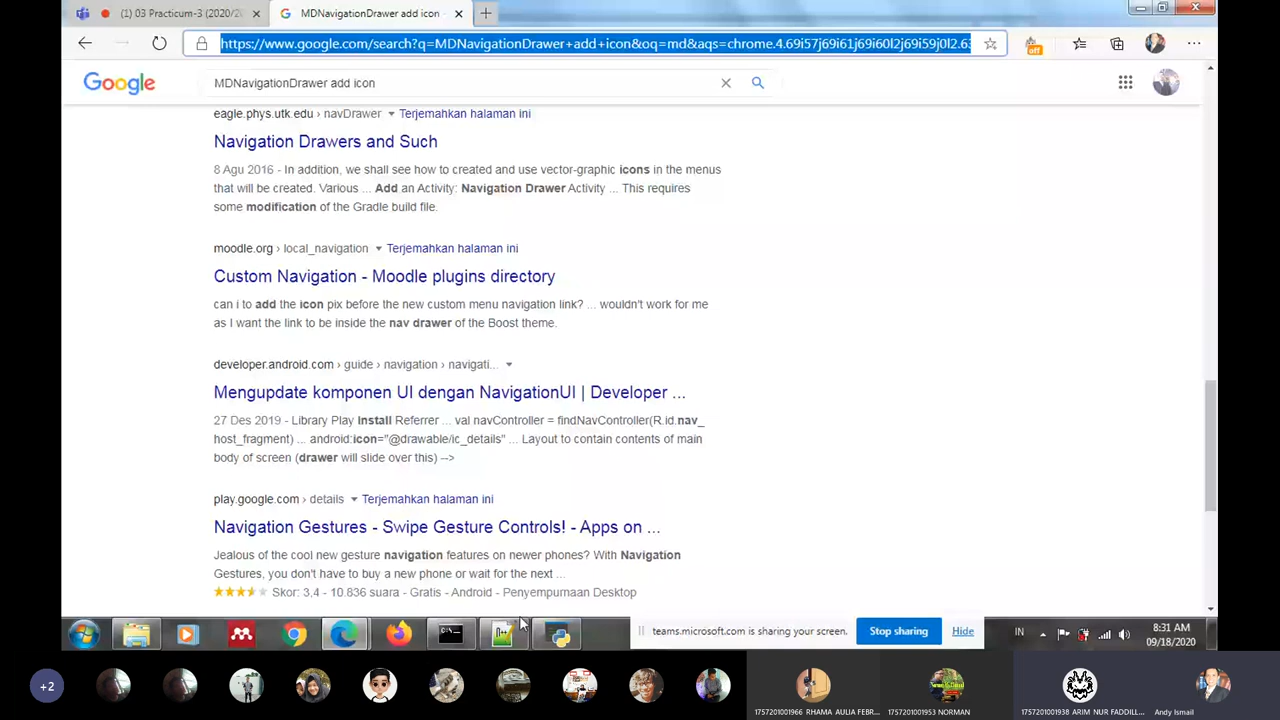 (1) 03 Practicum-3 (2020/2
MDNavigationDrawer add icon -
https://www.google.com/search?q=MDNavigationDrawer+add+icon&oq=md&aqs=chrome.4.69i57j69i61j69i60l2j69i59j0l2.63
off
Google
MDNavigationDrawer add icon
eagle.phys.utk.edu › navDrawer Terjemahkan halaman ini
Navigation Drawers and Such
8 Agu 2016 - In addition, we shall see how to created and use vector-graphic icons in the menus
that will be created. Various ... Add an Activity: Navigation Drawer Activity ... This requires
some modification of the Gradle build file.
moodle.org › local_navigation Terjemahkan halaman ini
Custom Navigation - Moodle plugins directory
can i to add the icon pix before the new custom menu navigation link? ... wouldn't work for me
as I want the link to be inside the nav drawer of the Boost theme.
developer.android.com › guide › navigation › navigati...
Mengupdate komponen UI dengan NavigationUI | Developer ...
27 Des 2019 - Library Play Install Referrer ... val navController = findNavController(R.id.nav_
host_fragment) ... android:icon="@drawable/ic_details" ... Layout to contain contents of main
body of screen (drawer will slide over this) -->
play.google.com › details Terjemahkan halaman ini
Navigation Gestures - Swipe Gesture Controls! - Apps on ...
Jealous of the cool new gesture navigation features on newer phones? With Navigation
Gestures, you don't have to buy a new phone or wait for the next ...
Skor: 3,4 - 10.836 suara - Gratis - Android - Penyempurnaan Desktop
teams.microsoft.com is sharing your screen. Stop sharing Hide
IN
8:31 AM
09/18/2020
+2
1757201001966 RHAMA AULIA FEBR...
1757201001953 NORMAN
1757201001938 ARIM NUR FADDILL...
Andy Ismail